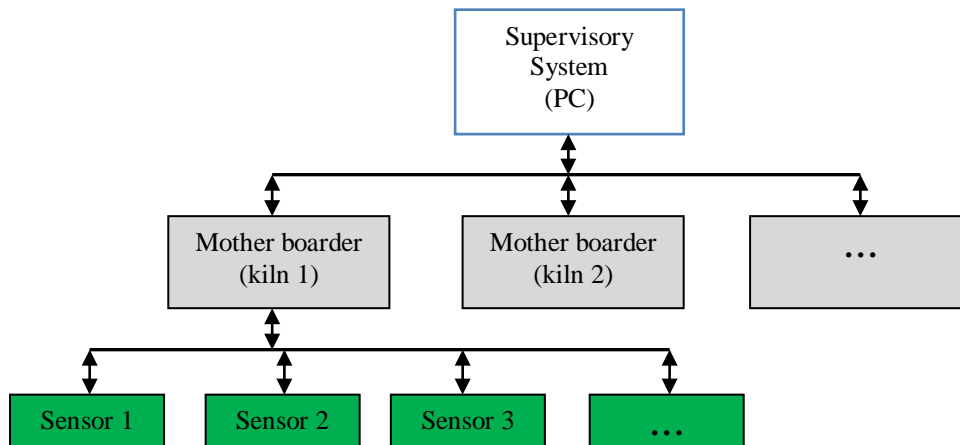 Supervisory
System
(PC)
Mother boarder
(kiln 1)
Mother boarder
(kiln 2)
...
Sensor 1
Sensor 2
Sensor 3
...